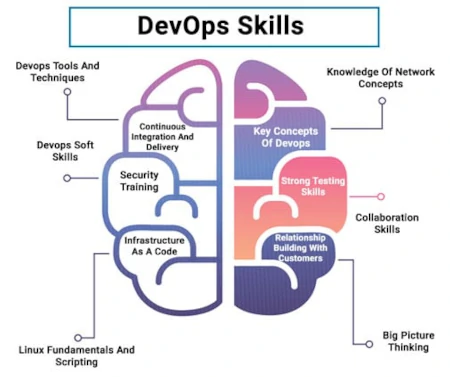 DevOps Skills
Devops Tools And
Techniques
Knowledge Of Network
Concepts
Continuous
Integration And
Delivery
Key Concepts
Of Devops
Devops Soft
Skills
Security
Training
Strong Testing
Skills
Collaboration
Skills
Infrastructure
As A Code
Relationship
Building With
Customers
Linux Fundamentals And
Scripting
Big Picture
Thinking